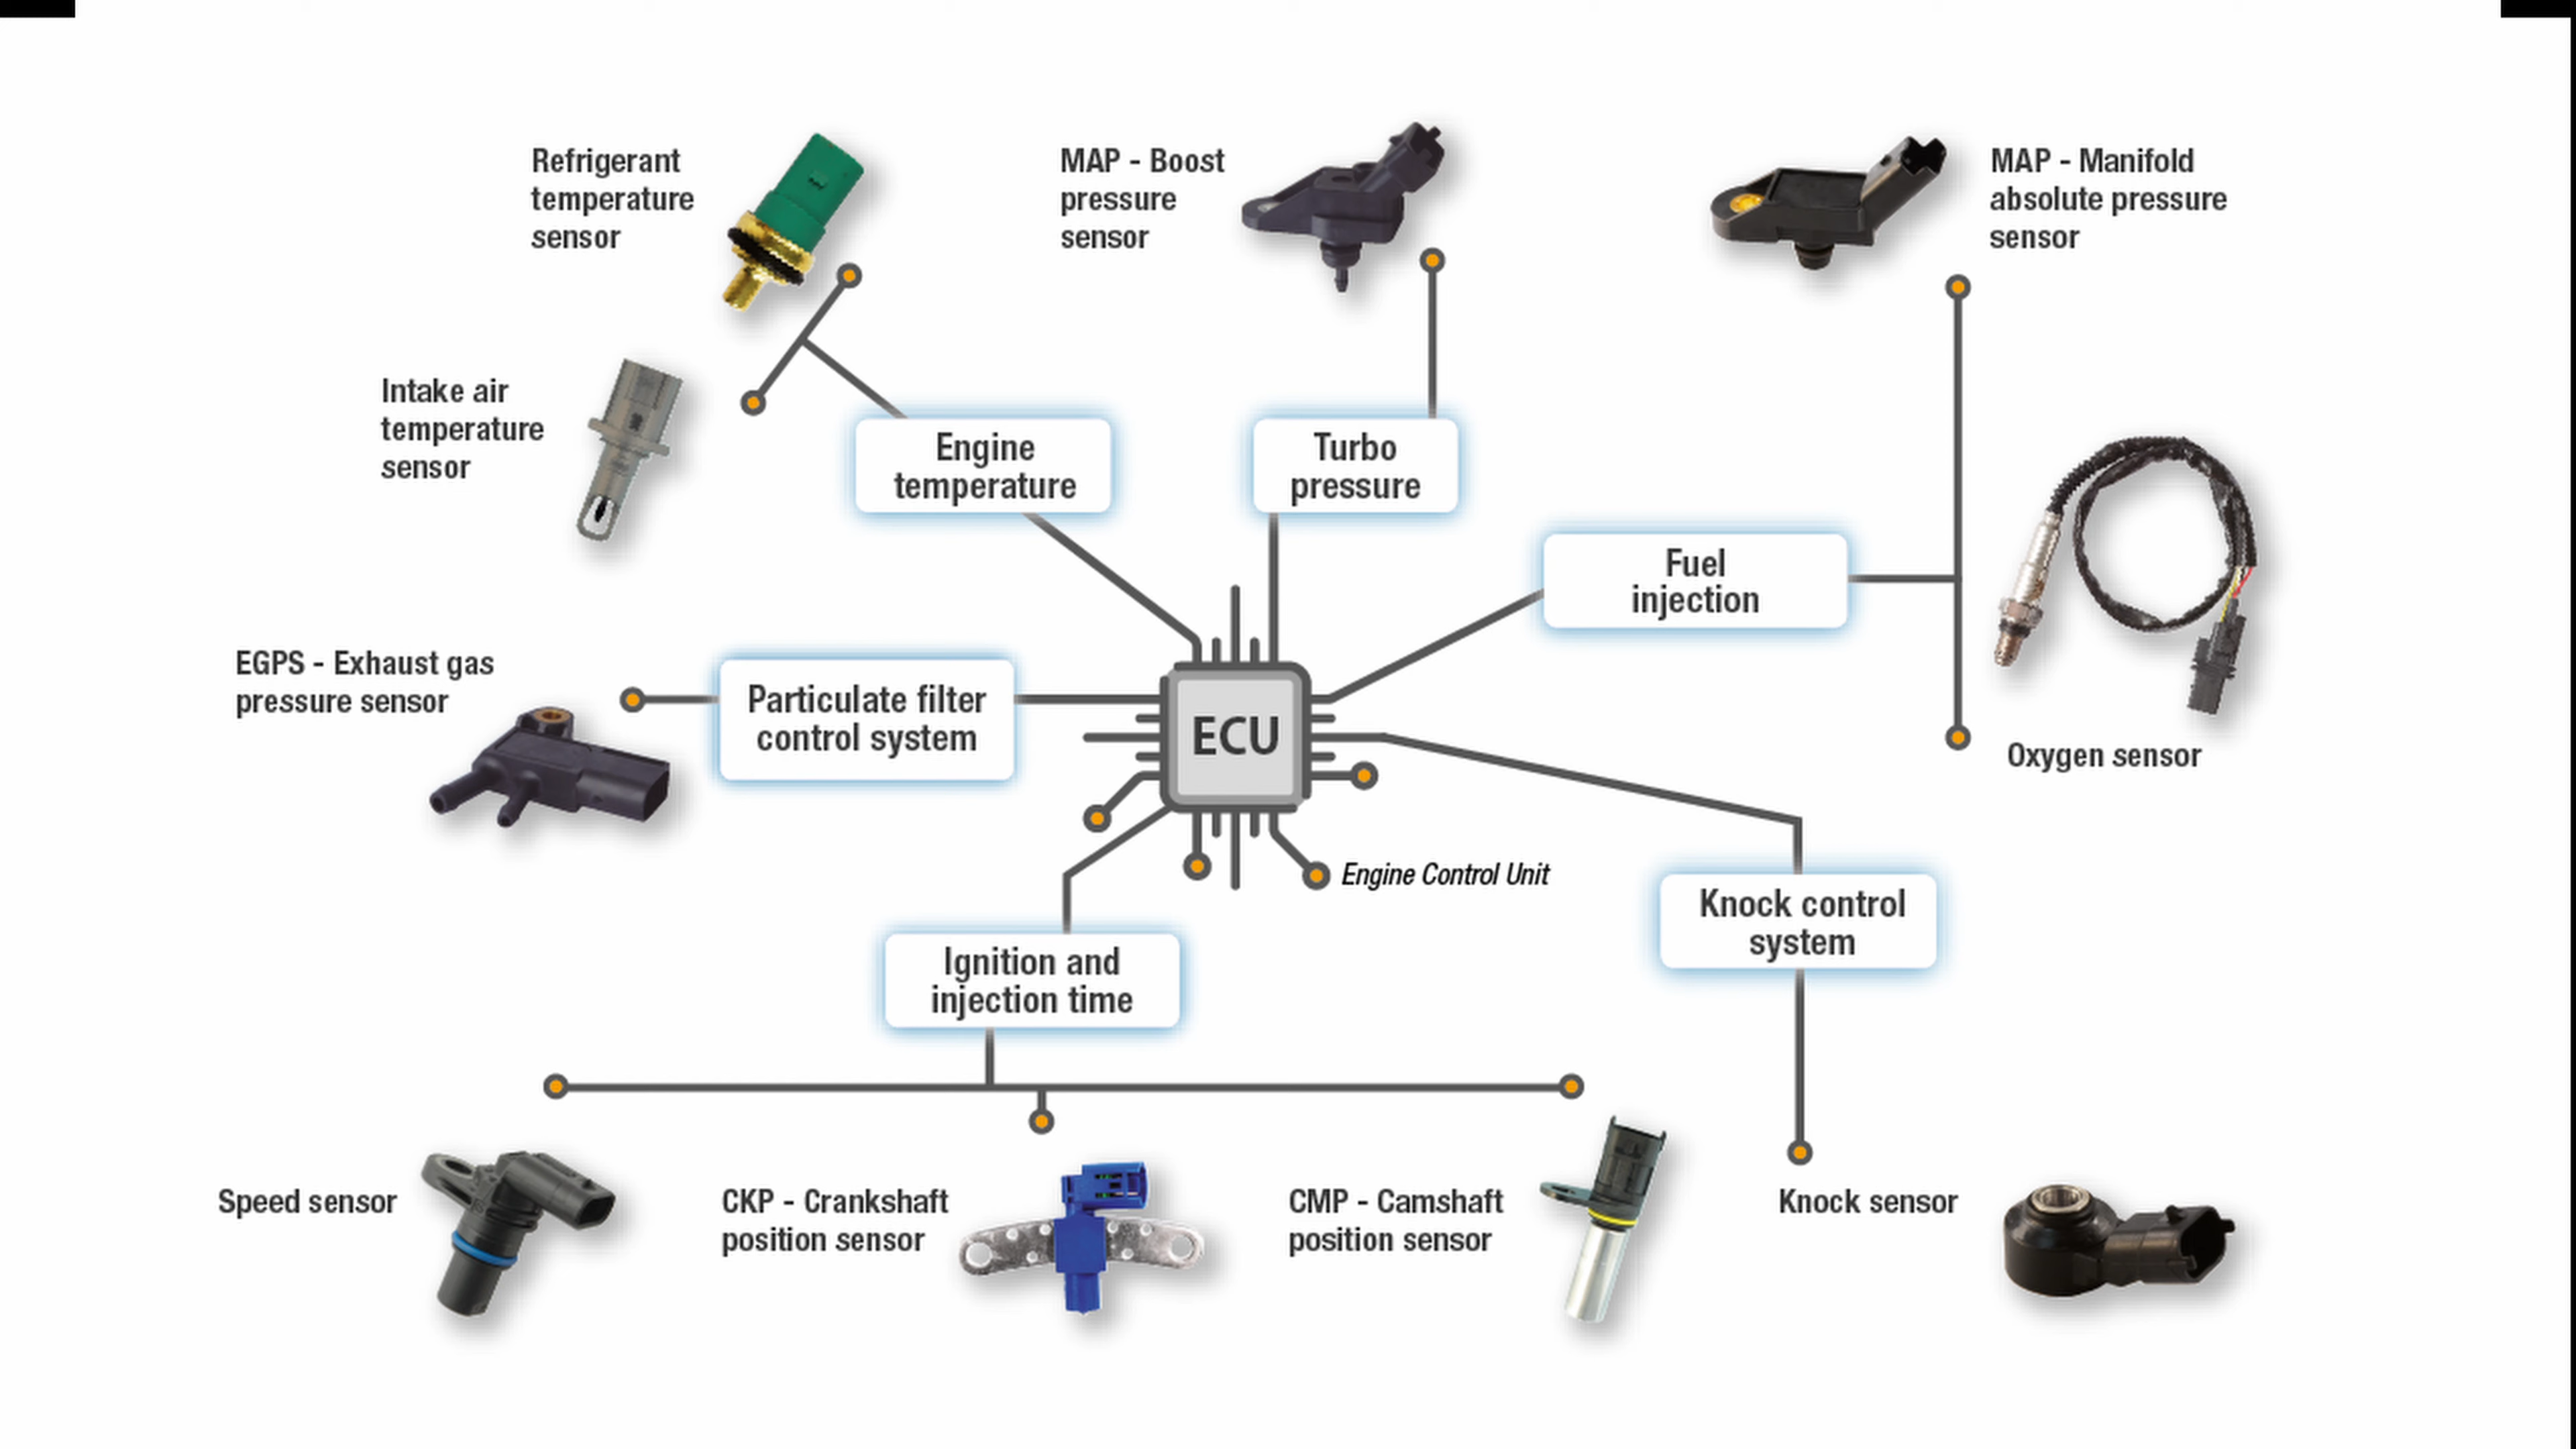 Refrigerant
temperature
sensor
MAP - Boost
pressure
sensor
MAP - Manifold
absolute pressure
sensor
Intake air
temperature
sensor
Engine
temperature
Turbo
pressure
Fuel
injection
EGPS - Exhaust gas
pressure sensor
Particulate filter
control system
ECU
Oxygen sensor
Engine Control Unit
Knock control
system
Ignition and
injection time
Speed sensor
CKP - Crankshaft
position sensor
CMP - Camshaft
position sensor
Knock sensor